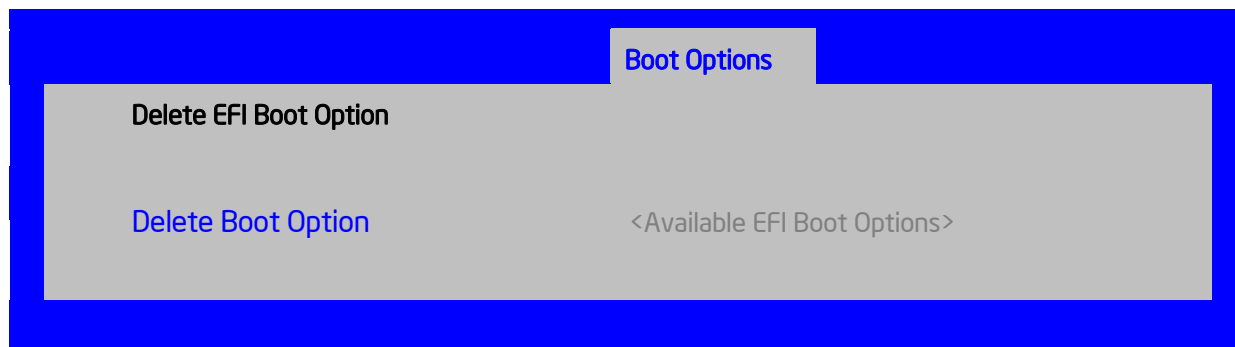 Boot Options
Delete EFI Boot Option
Delete Boot Option <Available EFI Boot Options>